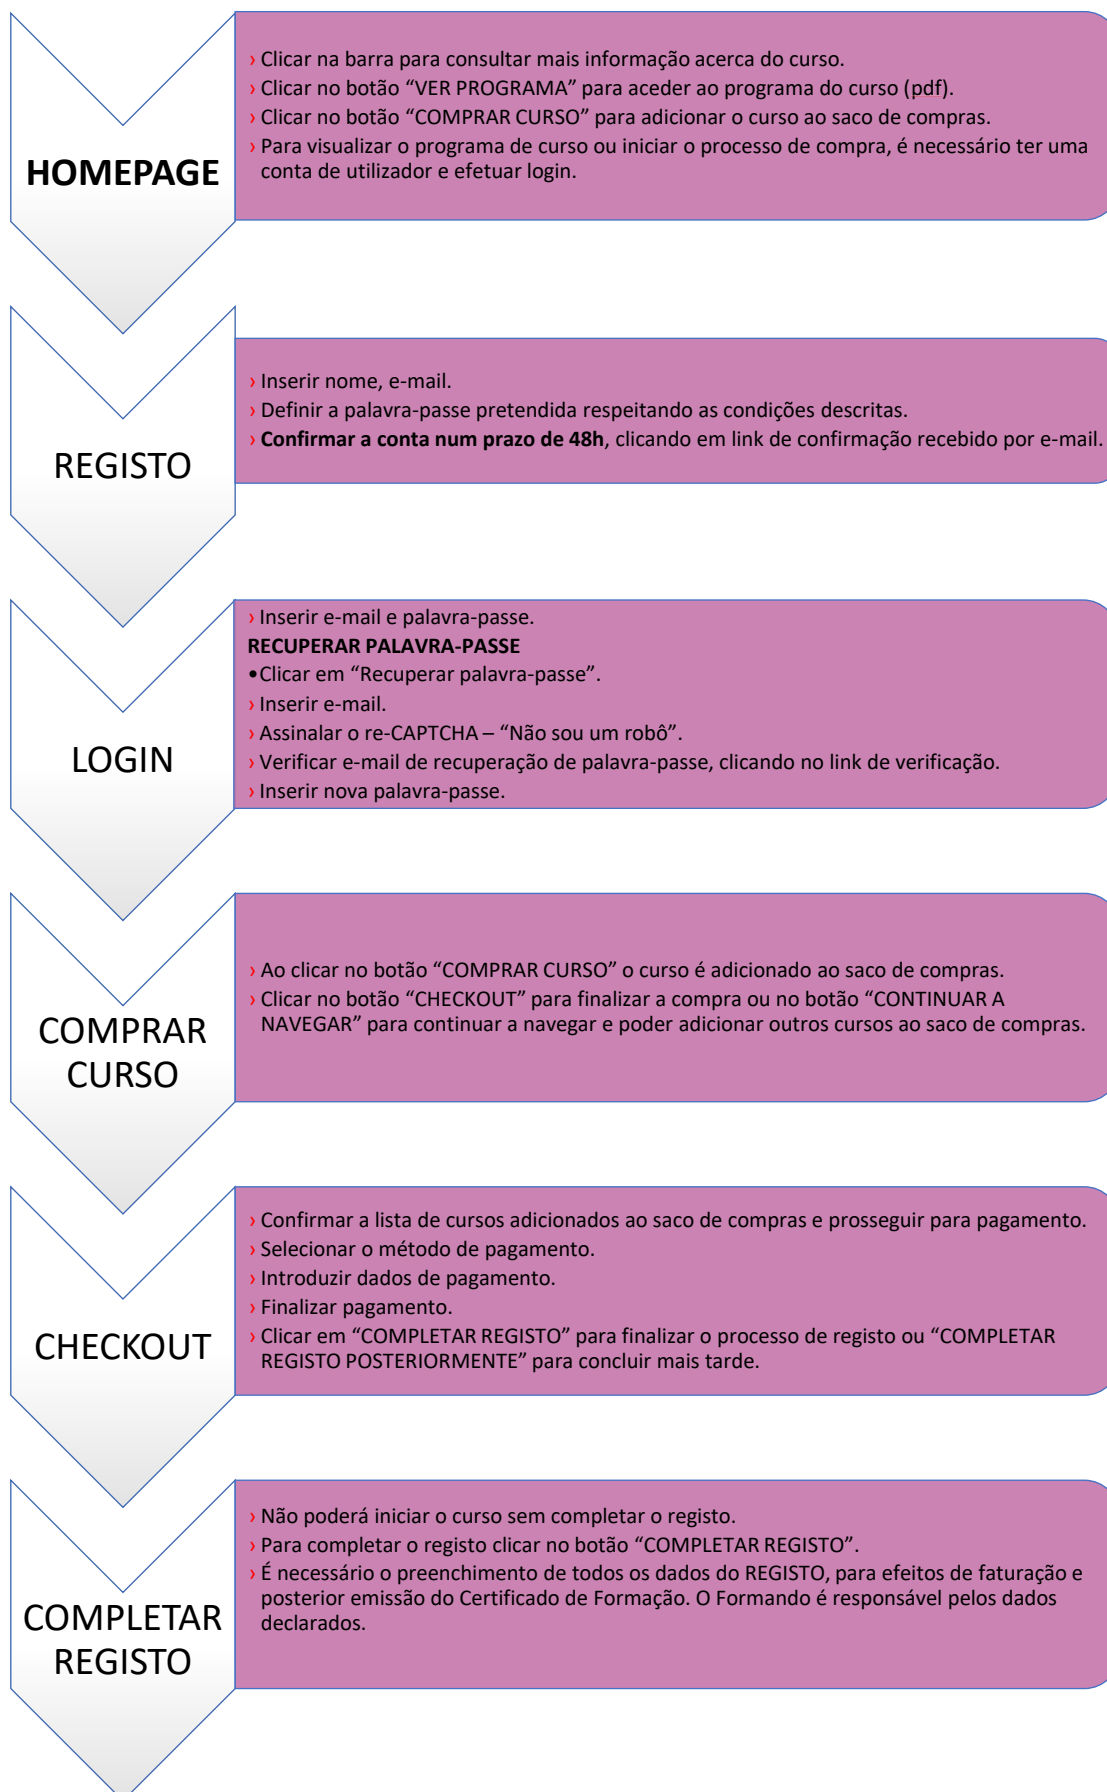 HOMEPAGE
› Clicar na barra para consultar mais informação acerca do curso.
› Clicar no botão “VER PROGRAMA” para aceder ao programa do curso (pdf).
› Clicar no botão “COMPRAR CURSO” para adicionar o curso ao saco de compras.
› Para visualizar o programa de curso ou iniciar o processo de compra, é necessário ter uma
conta de utilizador e efetuar login.
REGISTO
› Inserir nome, e-mail.
› Definir a palavra-passe pretendida respeitando as condições descritas.
› Confirmar a conta num prazo de 48h, clicando em link de confirmação recebido por e-mail.
LOGIN
› Inserir e-mail e palavra-passe.
RECUPERAR PALAVRA-PASSE
•Clicar em “Recuperar palavra-passe”.
› Inserir e-mail.
› Assinalar o re-CAPTCHA – “Não sou um robô”.
› Verificar e-mail de recuperação de palavra-passe, clicando no link de verificação.
› Inserir nova palavra-passe.
COMPRAR
CURSO
› Ao clicar no botão “COMPRAR CURSO” o curso é adicionado ao saco de compras.
› Clicar no botão “CHECKOUT” para finalizar a compra ou no botão “CONTINUAR A
NAVEGAR” para continuar a navegar e poder adicionar outros cursos ao saco de compras.
CHECKOUT
› Confirmar a lista de cursos adicionados ao saco de compras e prosseguir para pagamento.
› Selecionar o método de pagamento.
› Introduzir dados de pagamento.
› Finalizar pagamento.
› Clicar em “COMPLETAR REGISTO” para finalizar o processo de registo ou “COMPLETAR
REGISTO POSTERIORMENTE” para concluir mais tarde.
COMPLETAR
REGISTO
› Não poderá iniciar o curso sem completar o registo.
› Para completar o registo clicar no botão “COMPLETAR REGISTO”.
› É necessário o preenchimento de todos os dados do REGISTO, para efeitos de faturação e
posterior emissão do Certificado de Formação. O Formando é responsável pelos dados
declarados.